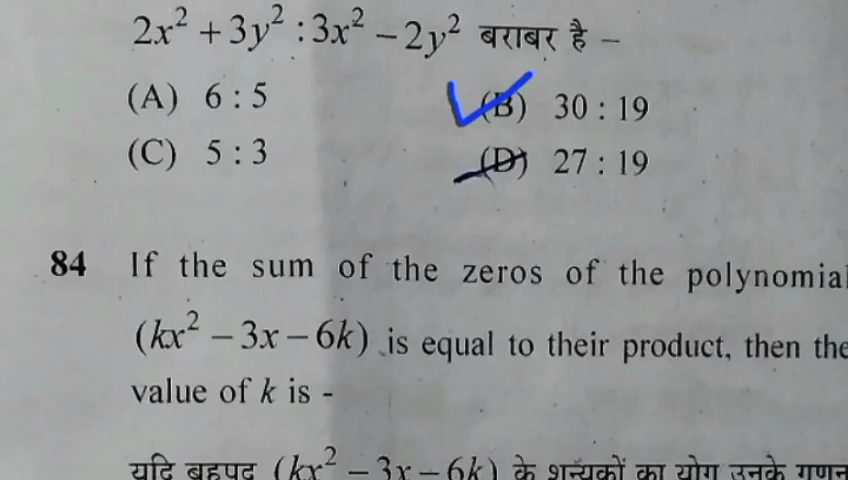 2x² + 3y² : 3x² – 2y² बराबर है –
(A) 6 : 5 (B) 30 : 19
(C) 5 : 3 (D) 27 : 19
84 If the sum of the zeros of the polynomial
(kx² – 3x – 6k) is equal to their product, then the
value of k is -
यदि बहुपद (kx² – 3x – 6k) के शून्यकों का योग उनके